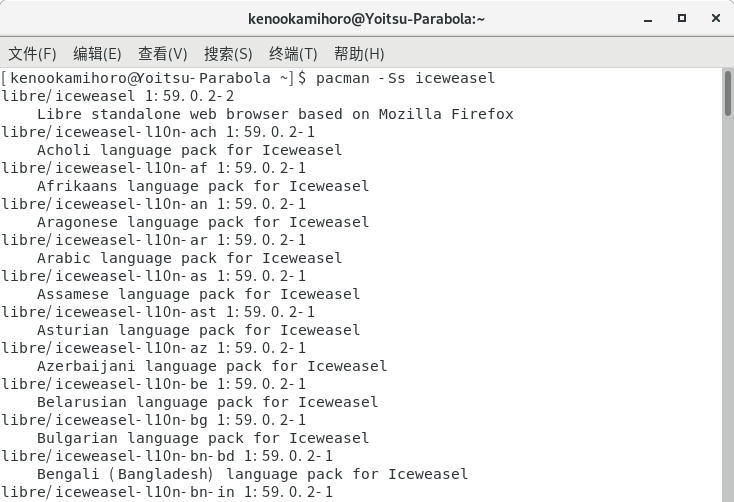 kenookamihoro@Yoitsu-Parabola:~
文件(F) 编辑(E) 查看(V) 搜索(S) 终端(T) 帮助(H)
[kenookamihoro@Yoitsu-Parabola ~]$ pacman -Ss iceweasel
libre/iceweasel 1:59.0.2-2
    Libre standalone web browser based on Mozilla Firefox
libre/iceweasel-l10n-ach 1:59.0.2-1
    Acholi language pack for Iceweasel
libre/iceweasel-l10n-af 1:59.0.2-1
    Afrikaans language pack for Iceweasel
libre/iceweasel-l10n-an 1:59.0.2-1
    Aragonese language pack for Iceweasel
libre/iceweasel-l10n-ar 1:59.0.2-1
    Arabic language pack for Iceweasel
libre/iceweasel-l10n-as 1:59.0.2-1
    Assamese language pack for Iceweasel
libre/iceweasel-l10n-ast 1:59.0.2-1
    Asturian language pack for Iceweasel
libre/iceweasel-l10n-az 1:59.0.2-1
    Azerbaijani language pack for Iceweasel
libre/iceweasel-l10n-be 1:59.0.2-1
    Belarusian language pack for Iceweasel
libre/iceweasel-l10n-bg 1:59.0.2-1
    Bulgarian language pack for Iceweasel
libre/iceweasel-l10n-bn-bd 1:59.0.2-1
    Bengali (Bangladesh) language pack for Iceweasel
libre/iceweasel-l10n-bn-in 1:59.0.2-1